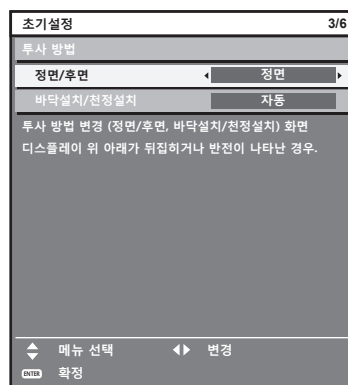 초기설정 3/6
투사 방법
정면/후면 정면
바닥설치/천정설치 자동
투사 방법 변경 (정면/후면, 바닥설치/천정설치) 화면
디스플레이 위 아래가 뒤집히거나 반전이 나타난 경우.
메뉴 선택 변경
ENTER 확정